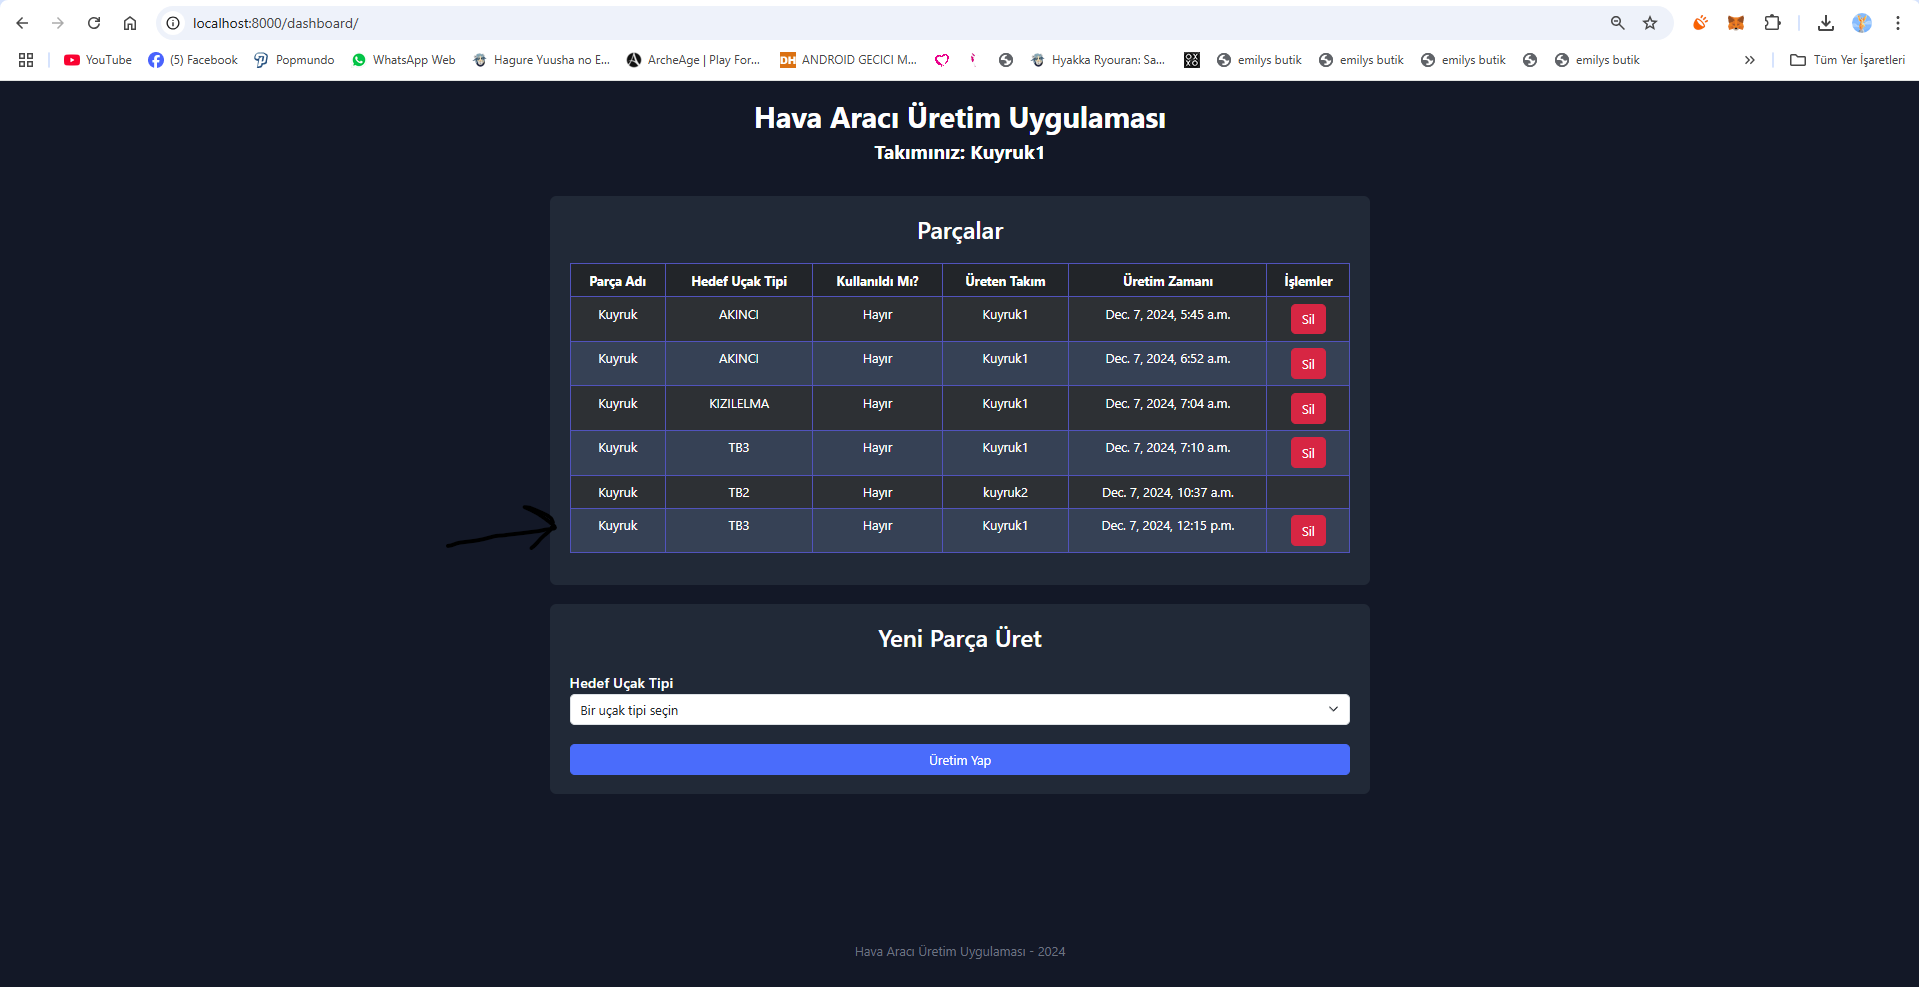 localhost:8000/dashboard/
YouTube (5) Facebook Popmundo WhatsApp Web Hagure Yuusha no E... ArcheAge | Play For... DH ANDROID GECICI M... Hyakka Ryouran: Sa... emilys butik emilys butik emilys butik emilys butik » Tüm Yer İşaretleri
Hava Aracı Üretim Uygulaması
Takımınız: Kuyruk1
Parçalar
Parça Adı Hedef Uçak Tipi Kullanıldı Mı? Üreten Takım Üretim Zamanı İşlemler
Kuyruk AKINCI Hayır Kuyruk1 Dec. 7, 2024, 5:45 a.m. Sil
Kuyruk AKINCI Hayır Kuyruk1 Dec. 7, 2024, 6:52 a.m. Sil
Kuyruk KIZILELMA Hayır Kuyruk1 Dec. 7, 2024, 7:04 a.m. Sil
Kuyruk TB3 Hayır Kuyruk1 Dec. 7, 2024, 7:10 a.m. Sil
Kuyruk TB2 Hayır kuyruk2 Dec. 7, 2024, 10:37 a.m.
Kuyruk TB3 Hayır Kuyruk1 Dec. 7, 2024, 12:15 p.m. Sil
Yeni Parça Üret
Hedef Uçak Tipi
Bir uçak tipi seçin
Üretim Yap
Hava Aracı Üretim Uygulaması - 2024